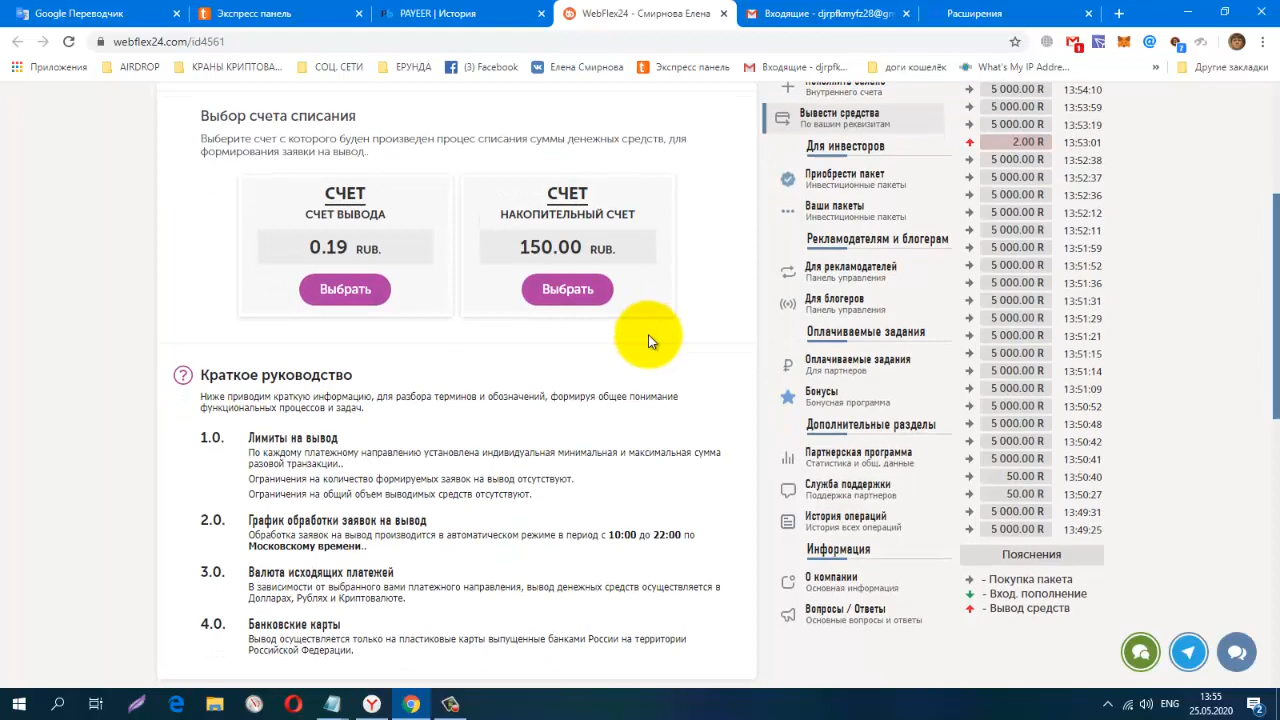 Google Переводчик
Экспресс панель
PAYEER | История
WebFlex24 - Смирнова Елена
Входящие - djrpfkmyfz28@gm
Расширения
webflex24.com/id4561
1
7
Приложения
AIRDROP
КРАНЫ КРИПТОВА...
СОЦ. СЕТИ
ЕРУНДА
(3) Facebook
Елена Смирнова
Экспресс панель
Входящие - djrpfk...
доги кошелёк
What's My IP Addre...
»
Другие закладки
Выбор счета списания
Выберите счет с которого буден произведен процес списания суммы денежных средств, для
формирования заявки на вывод..
СЧЕТ
СЧЕТ ВЫВОДА
0.19 RUB.
Выбрать
СЧЕТ
НАКОПИТЕЛЬНЫЙ СЧЕТ
150.00 RUB.
Выбрать
? Краткое руководство
Ниже приводим краткую информацию, для разбора терминов и обозначений, формируя общее понимание
функциональных процессов и задач.
1.0. Лимиты на вывод
По каждому платежному направлению установлена индивидуальная минимальная и максимальная сумма
разовой транзакции..
Ограничения на количество формируемых заявок на вывод отсутствуют.
Ограничения на общий объем выводимых средств отсутствуют.
2.0. График обработки заявок на вывод
Обработка заявок на вывод производится в автоматическом режиме в период с 10:00 до 22:00 по
Московскому времени..
3.0. Валюта исходящих платежей
В зависимости от выбранного вами платежного направления, вывод денежных средств осуществляется в
Долларах, Рублях и Криптовалюте.
4.0. Банковские карты
Вывод осуществляется только на пластиковые карты выпущенные банками России на территории
Российской Федерации.
Внутреннего счета
Вывести средства
По вашим реквизитам
Для инвесторов
Приобрести пакет
Инвестиционные пакеты
Ваши пакеты
Инвестиционные пакеты
Рекламодателям и блогерам
Для рекламодателей
Панель управления
Для блогеров
Панель управления
Оплачиваемые задания
Оплачиваемые задания
Для партнеров
Бонусы
Бонусная программа
Дополнительные разделы
Партнерская программа
Статистика и общ. данные
Служба поддержки
Поддержка партнеров
История операций
История всех операций
Информация
О компании
Основная информация
Вопросы / Ответы
Основные вопросы и ответы
5 000.00 R 13:54:10
5 000.00 R 13:53:59
5 000.00 R 13:53:19
2.00 R 13:53:01
5 000.00 R 13:52:38
5 000.00 R 13:52:37
5 000.00 R 13:52:36
5 000.00 R 13:52:12
5 000.00 R 13:52:11
5 000.00 R 13:51:59
5 000.00 R 13:51:52
5 000.00 R 13:51:36
5 000.00 R 13:51:31
5 000.00 R 13:51:29
5 000.00 R 13:51:21
5 000.00 R 13:51:15
5 000.00 R 13:51:14
5 000.00 R 13:51:09
5 000.00 R 13:50:52
5 000.00 R 13:50:48
5 000.00 R 13:50:42
5 000.00 R 13:50:41
50.00 R 13:50:40
50.00 R 13:50:27
5 000.00 R 13:49:31
5 000.00 R 13:49:25
Пояснения
- Покупка пакета
- Вход. пополнение
- Вывод средств
ENG
13:55
25.05.2020
2